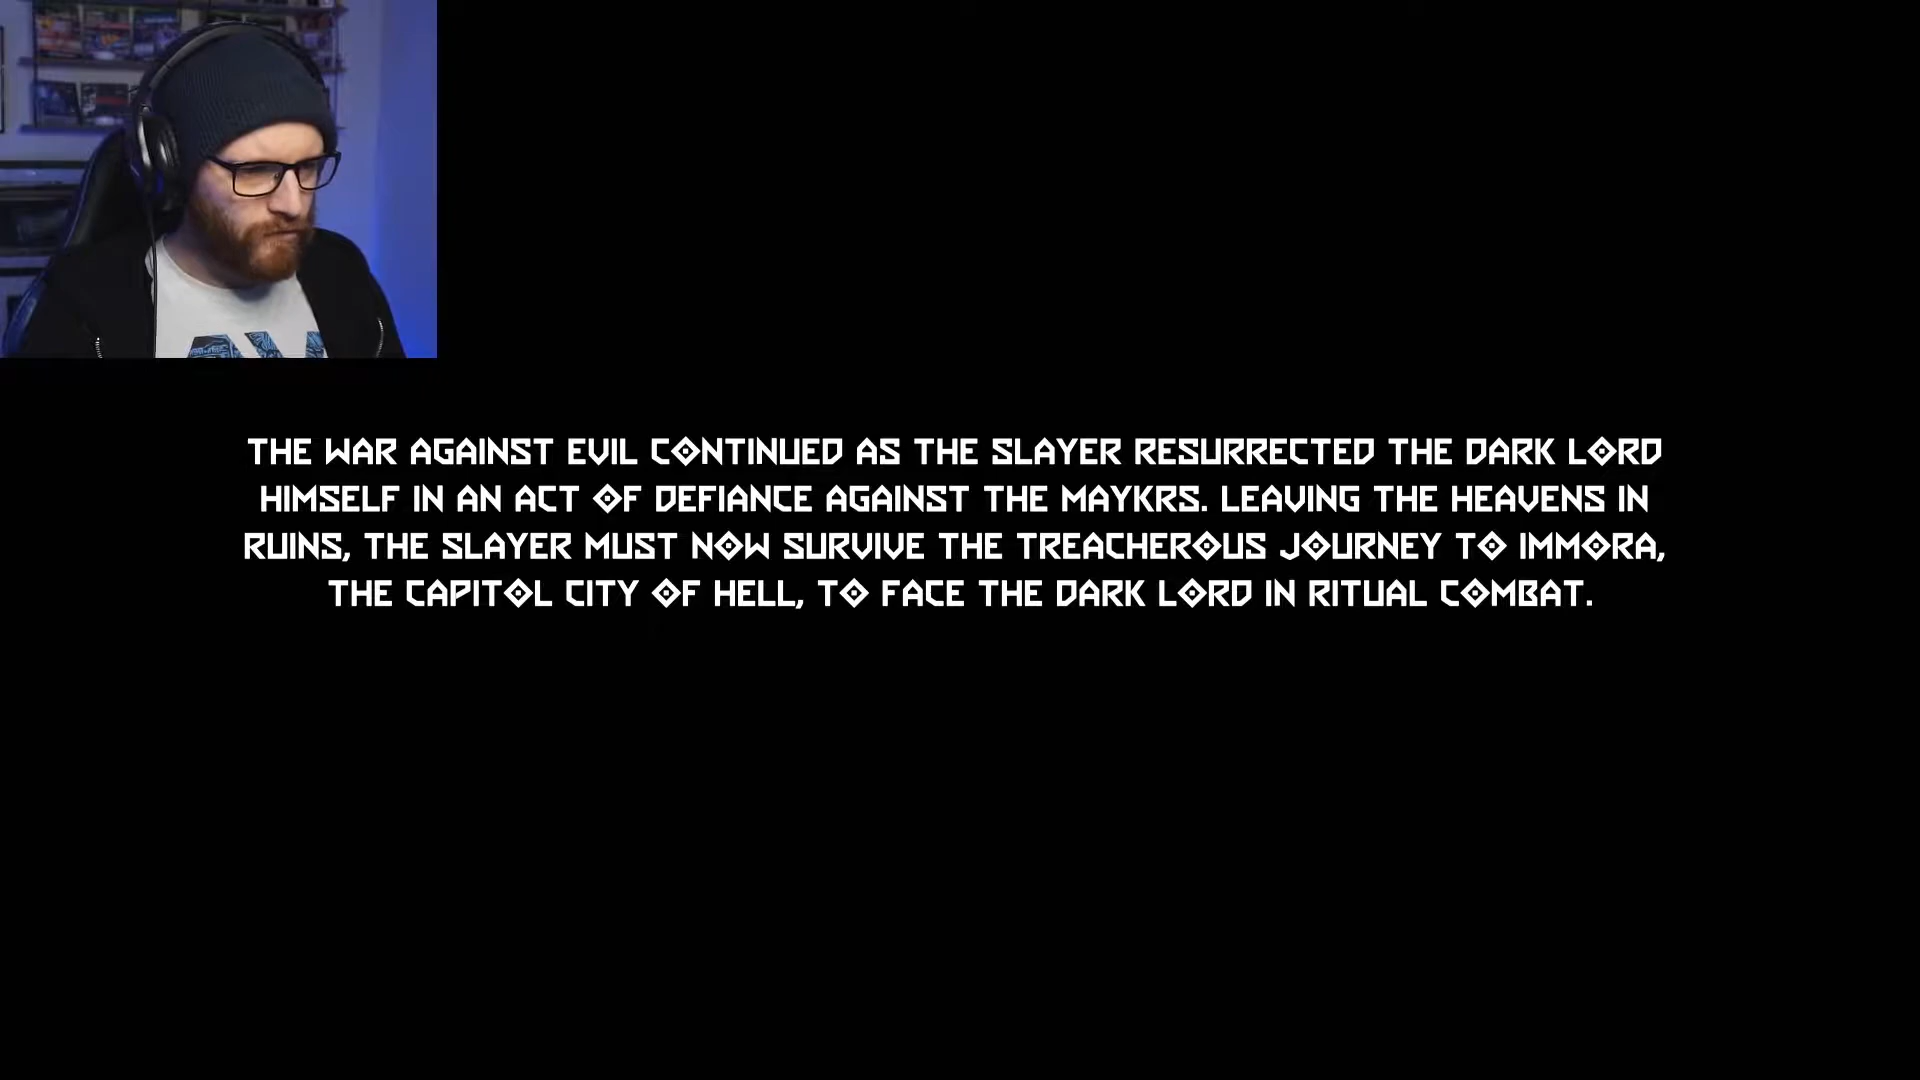 THE WAR AGAINST EVIL CONTINUED AS THE SLAYER RESURRECTED THE DARK LORD
HIMSELF IN AN ACT OF DEFIANCE AGAINST THE MAYKRS. LEAVING THE HEAVENS IN
RUINS, THE SLAYER MUST NOW SURVIVE THE TREACHEROUS JOURNEY TO IMMORA,
THE CAPITOL CITY OF HELL, TO FACE THE DARK LORD IN RITUAL COMBAT.